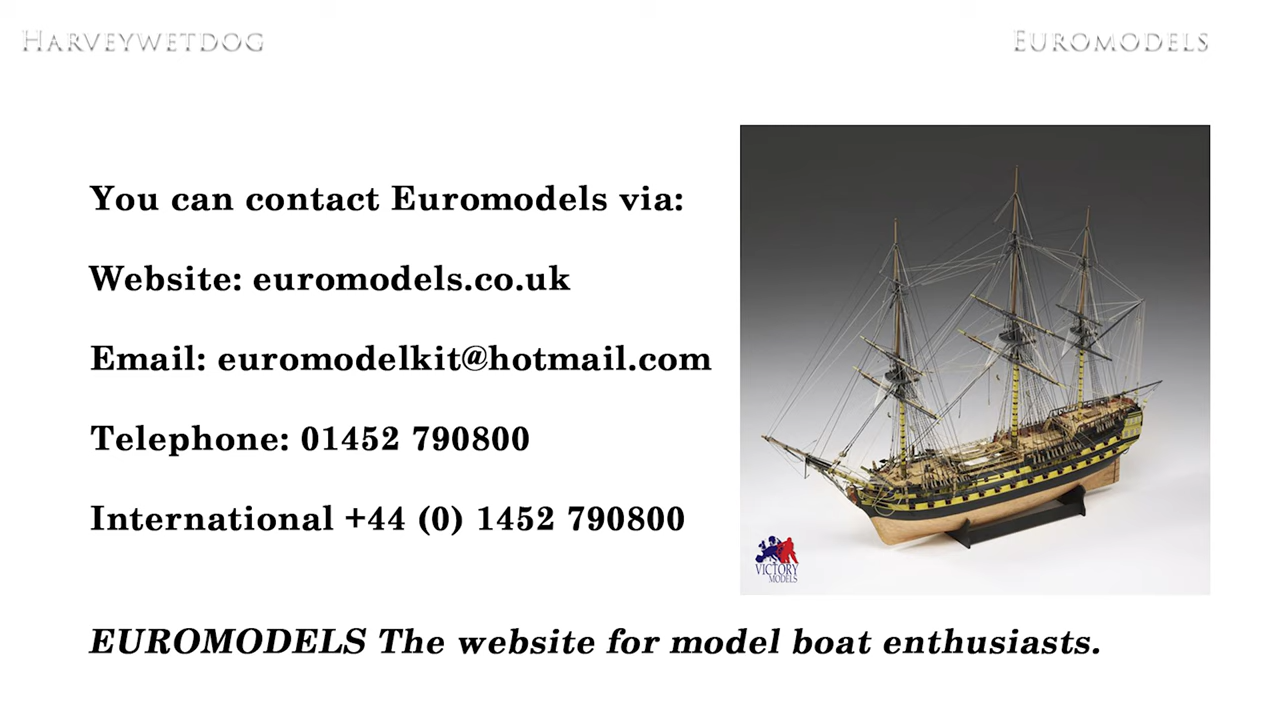 HARVEYWETDOG
EUROMODELS
You can contact Euromodels via:
Website: euromodels.co.uk
Email: euromodelkit@hotmail.com
Telephone: 01452 790800
International +44 (0) 1452 790800
VICTORY
MODELS
EUROMODELS The website for model boat enthusiasts.